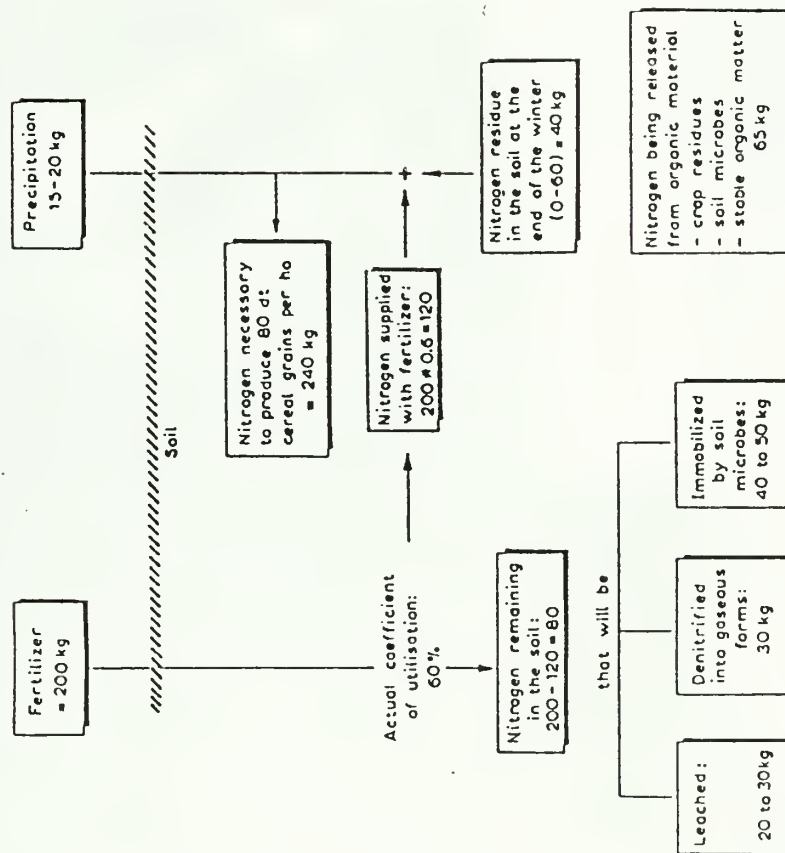 Fertilizer
= 200 kg
Precipitation
15-20 kg
Soil
Nitrogen necessary
to produce 80 dt
cereal grains per ha
= 240 kg
Actual coefficient
of utilisation:
60%
Nitrogen supplied
with fertilizer:
200 * 0.6 = 120
+
Nitrogen remaining
in the soil:
200 - 120 = 80
Nitrogen residue
in the soil at the
end of the winter
(0-60) = 40 kg
that will be
Leached:
20 to 30 kg
Denitrified
into gaseous
forms:
30 kg
Immobilized
by soil
microbes:
40 to 50 kg
Nitrogen being released
from organic material
- crop residues
- soil microbes
- stable organic matter
65 kg